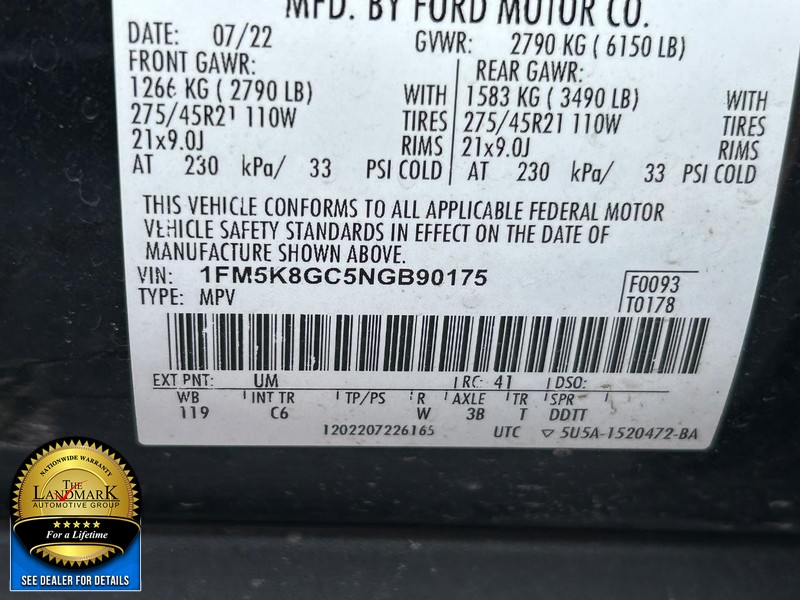 MFD. BY FORD MOTOR CO.
DATE: 07/22 GVWR: 2790 KG ( 6150 LB)
FRONT GAWR: REAR GAWR:
1266 KG ( 2790 LB) WITH 1583 KG ( 3490 LB) WITH
275/45R21 110W TIRES 275/45R21 110W TIRES
21x9.0J RIMS 21x9.0J RIMS
AT 230 kPa/ 33 PSI COLD AT 230 kPa/ 33 PSI COLD
THIS VEHICLE CONFORMS TO ALL APPLICABLE FEDERAL MOTOR
VEHICLE SAFETY STANDARDS IN EFFECT ON THE DATE OF
MANUFACTURE SHOWN ABOVE.
VIN: 1FM5K8GC5NGB90175
TYPE: MPV
F0093
T0178
EXT PNT: UM RC: 41 DSO:
WB INT TR TP/PS R AXLE TR SPR
119 C6 W 3B T DDTT
1202207226165 UTC ▽ 5U5A-1520472-BA
NATIONWIDE WARRANTY
THE
LANDMARK
AUTOMOTIVE GROUP
For a Lifetime
SEE DEALER FOR DETAILS